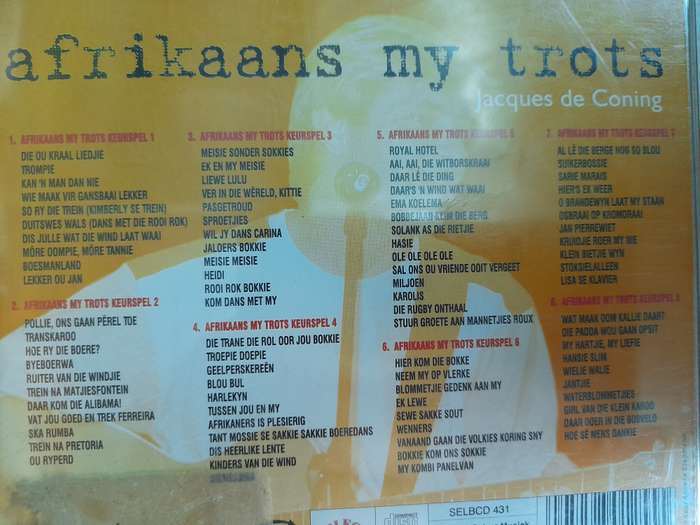 afrikaans my trots
Jacques de Coning
1. AFRIKAANS MY TROTS KEURSPEL 1
DIE OU KRAAL LIEDJIE
TROMPIE
KAN 'N MAN DAN NIE
WIE MAAK VIR GANSBAAI LEKKER
SO RY DIE TREIN (KIMBERLY SE TREIN)
DUITSWES WALS (DANS MET DIE ROOI ROK)
DIS JULLE WAT DIE WIND LAAT WAAI
MÔRE OOMPIE, MÔRE TANNIE
BOESMANLAND
LEKKER OU JAN
2. AFRIKAANS MY TROTS KEURSPEL 2
POLLIE, ONS GAAN PÊREL TOE
TRANSKAROO
HOE RY DIE BOERE?
BYEBOERWA
RUITER VAN DIE WINDJIE
TREIN NA MATJIESFONTEIN
DAAR KOM DIE ALIBAMA!
VAT JOU GOED EN TREK FERREIRA
SKA RUMBA
TREIN NA PRETORIA
OU RYPERD
3. AFRIKAANS MY TROTS KEURSPEL 3
MEISIE SONDER SOKKIES
EK EN MY MEISIE
LIEWE LULU
VER IN DIE WÊRELD, KITTIE
PASGETROUD
SPROETJIES
WIL JY DANS CARINA
JALOERS BOKKIE
MEISIE MEISIE
HEIDI
ROOI ROK BOKKIE
KOM DANS MET MY
4. AFRIKAANS MY TROTS KEURSPEL 4
DIE TRANE DIE ROL OOR JOU BOKKIE
TROEPIE DOEPIE
GEELPERSKEREËN
BLOU BUL
HARLEKYN
TUSSEN JOU EN MY
AFRIKANERS IS PLESIERIG
TANT MOSSIE SE SAKKIE SAKKIE BOEREDANS
DIS HEERLIKE LENTE
KINDERS VAN DIE WIND
5. AFRIKAANS MY TROTS KEURSPEL 5
ROYAL HOTEL
AAI, AAI, DIE WITBORSKRAAI
DAAR LÊ DIE DING
DAAR'S 'N WIND WAT WAAI
EMA KOELEMA
BOBBEJAAN KLIM DIE BERG
SOLANK AS DIE RIETJIE
HASIE
OLE OLE OLE OLE
SAL ONS OU VRIENDE OOIT VERGEET
MILJOEN
KAROLIS
DIE RUGBY ONTHAAL
STUUR GROETE AAN MANNETJIES ROUX
6. AFRIKAANS MY TROTS KEURSPEL 6
HIER KOM DIE BOKKE
NEEM MY OP VLERKE
BLOMMETJIE GEDENK AAN MY
EK LEWE
SEWE SAKKE SOUT
WENNERS
VANAAND GAAN DIE VOLKIES KORING SNY
BOKKIE KOM ONS SOKKIE
MY KOMBI PANELVAN
7. AFRIKAANS MY TROTS KEURSPEL 7
AL LÊ DIE BERGE NOG SO BLOU
SUIKERBOSSIE
SARIE MARAIS
HIER'S EK WEER
O BRANDEWYN LAAT MY STAAN
OSBRAAI OP KROMDRAAI
JAN PIERREWIET
KRUIDJIE ROER MY NIE
KLEIN BIETJIE WYN
STOKSIELALLEEN
LISA SE KLAVIER
8. AFRIKAANS MY TROTS KEURSPEL 8
WAT MAAK OOM KALLIE DAAR?
DIE PADDA WOU GAAN OPSIT
MY HARTJIE, MY LIEFIE
HANSIE SLIM
WIELIE WALIE
JANTJIE
WATERBLOMMETJIES
GIRL VAN DIE KLEIN KAROO
DAAR DOER IN DIE BOSVELD
HOE SÊ MENS DANKIE
COMPACT
SELBCD 431